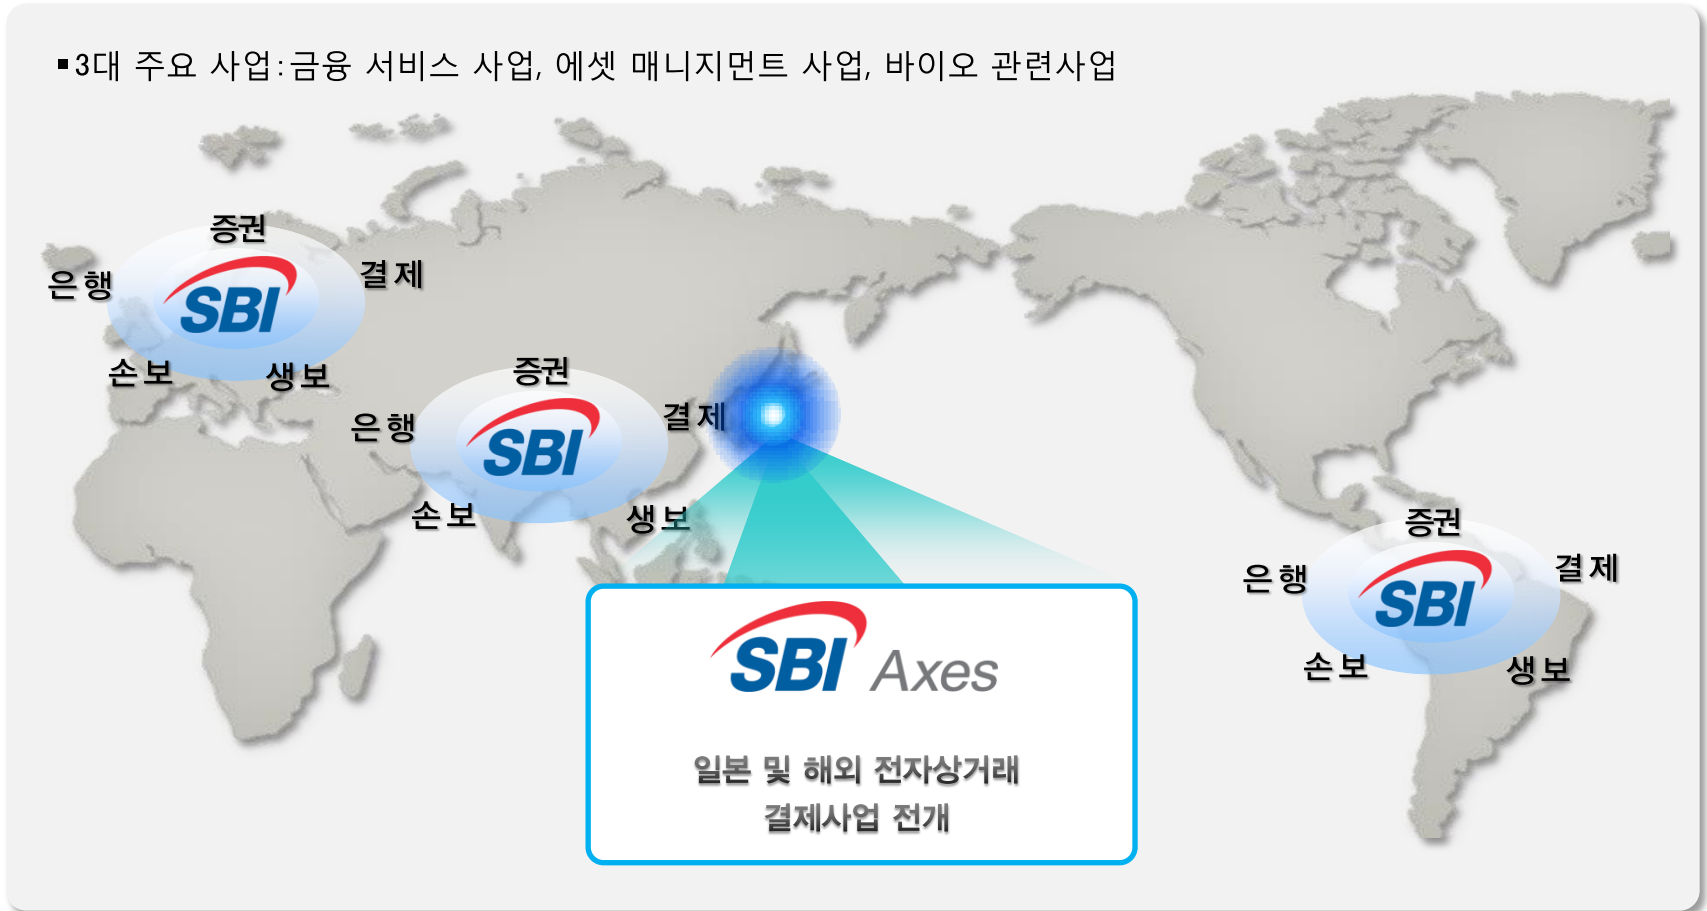 ▪3대 주요 사업:금융 서비스 사업, 에셋 매니지먼트 사업, 바이오 관련사업
증권
은행
결제
SBI
손보
생보
증권
은행
결제
SBI
손보
생보
증권
은행
결제
SBI
손보
생보
SBI Axes
일본 및 해외 전자상거래
결제사업 전개